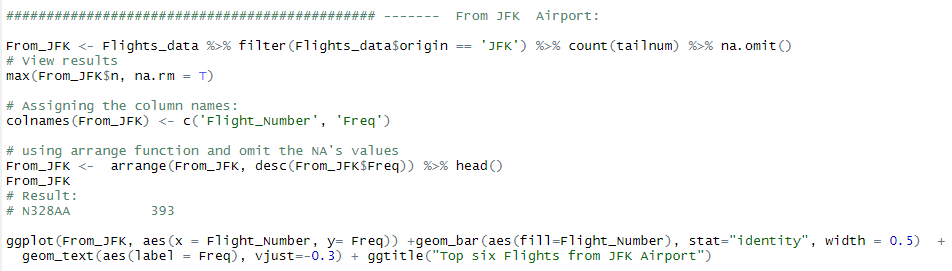 ############################################## -------  From JFK  Airport:
From_JFK <- Flights_data %>% filter(Flights_data$origin == 'JFK') %>% count(tailnum) %>% na.omit()
# View results
max(From_JFK$n, na.rm = T)
# Assigning the column names:
colnames(From_JFK) <- c('Flight_Number', 'Freq')
# using arrange function and omit the NA's values
From_JFK <-  arrange(From_JFK, desc(From_JFK$Freq)) %>% head()
From_JFK
# Result:
# N328AA          393
ggplot(From_JFK, aes(x = Flight_Number, y= Freq)) +geom_bar(aes(fill=Flight_Number), stat="identity", width = 0.5)  +
  geom_text(aes(label = Freq), vjust=-0.3) + ggtitle("Top six Flights from JFK Airport")